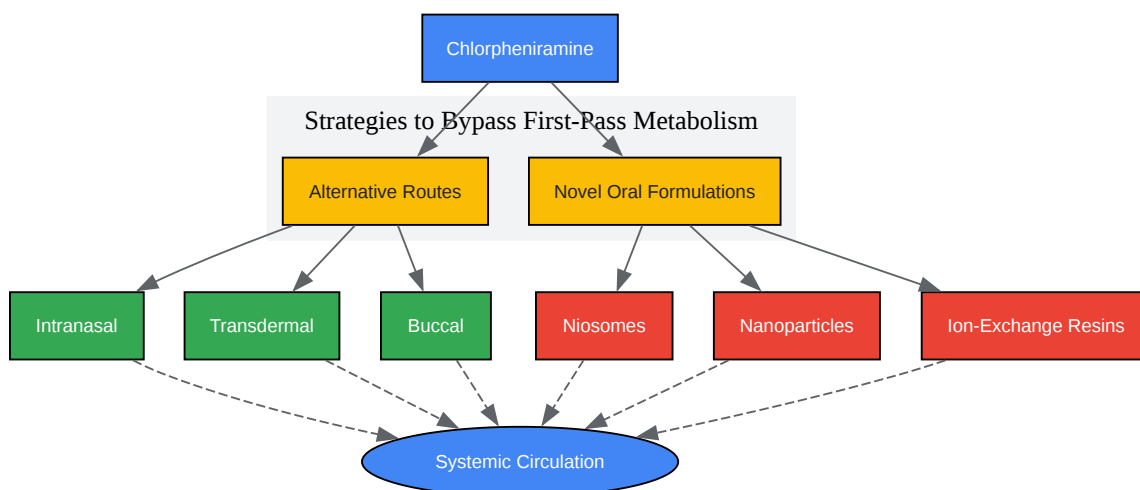 Chlorpheniramine
Strategies to Bypass First-Pass Metabolism
Alternative Routes
Novel Oral Formulations
Intranasal
Transdermal
Buccal
Niosomes
Nanoparticles
Ion-Exchange Resins
Systemic Circulation